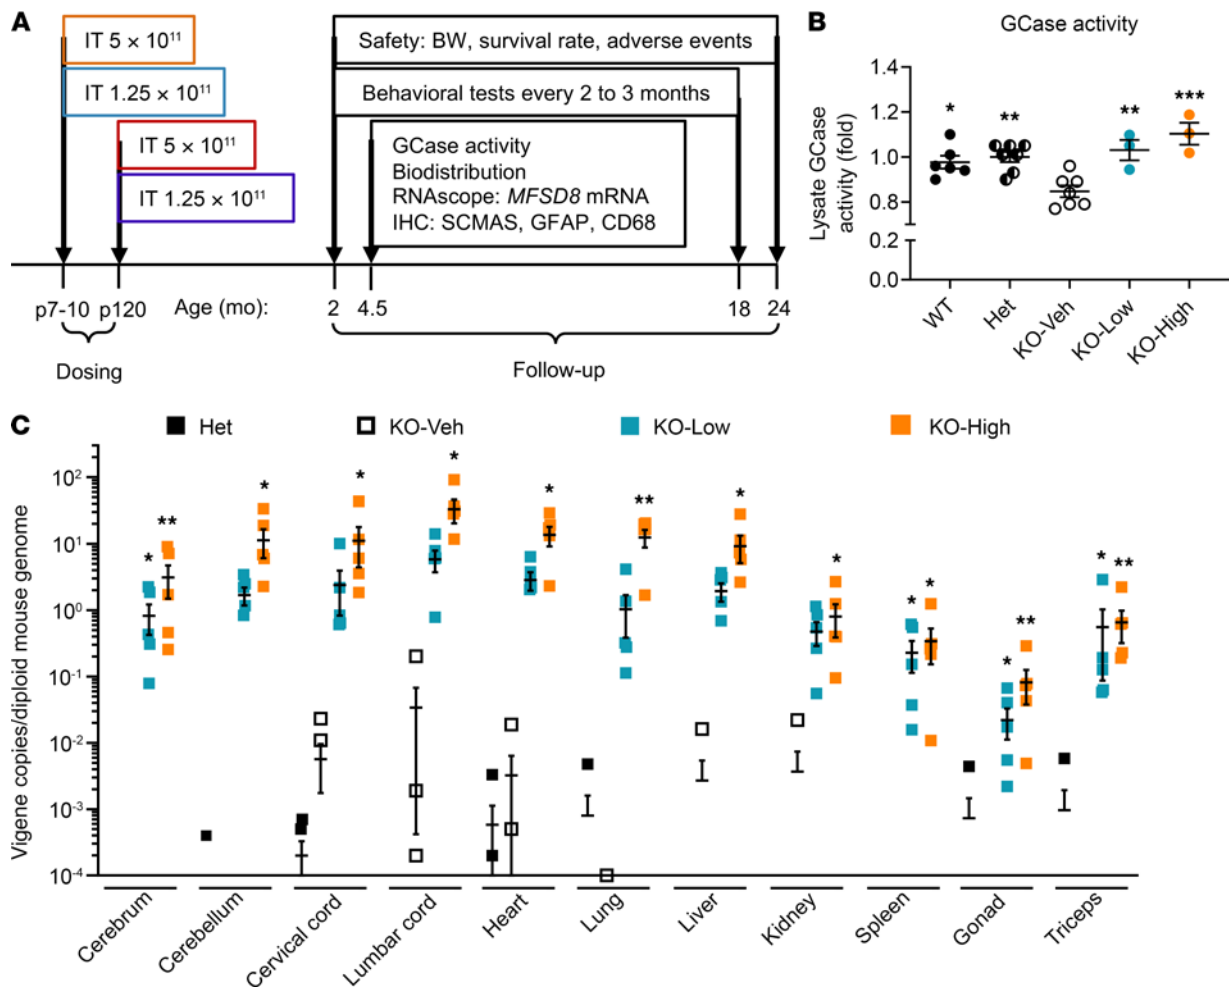 A
IT 5 × 10¹¹
IT 1.25 × 10¹¹
IT 5 × 10¹¹
IT 1.25 × 10¹¹
Safety: BW, survival rate, adverse events
Behavioral tests every 2 to 3 months
GCase activity
Biodistribution
RNAscope: MFSD8 mRNA
IHC: SCMAS, GFAP, CD68
p7-10 p120 Age (mo): 2 4.5 18 24
Dosing
Follow-up
B
GCase activity
Lysate GCase
activity (fold)
1.4
1.2
1.0
0.8
0.2
0.0
* ** ** ***
WT Het KO-Veh KO-Low KO-High
C
Het KO-Veh KO-Low KO-High
Vigene copies/diploid mouse genome
10²
10¹
10⁰
10⁻¹
10⁻²
10⁻³
10⁻⁴
* ** * * * * ** * * * * * ** * **
Cerebrum Cerebellum Cervical cord Lumbar cord Heart Lung Liver Kidney Spleen Gonad Triceps